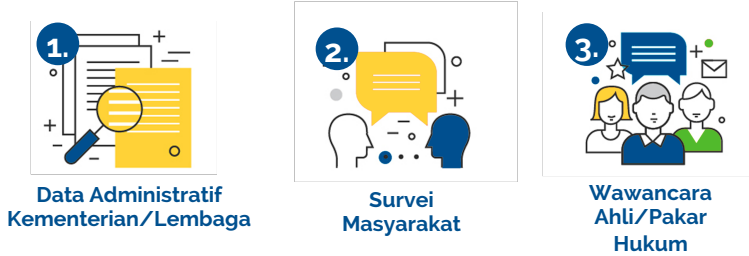 1.
Data Administratif
Kementerian/Lembaga
2.
Survei
Masyarakat
3.
Wawancara
Ahli/Pakar
Hukum